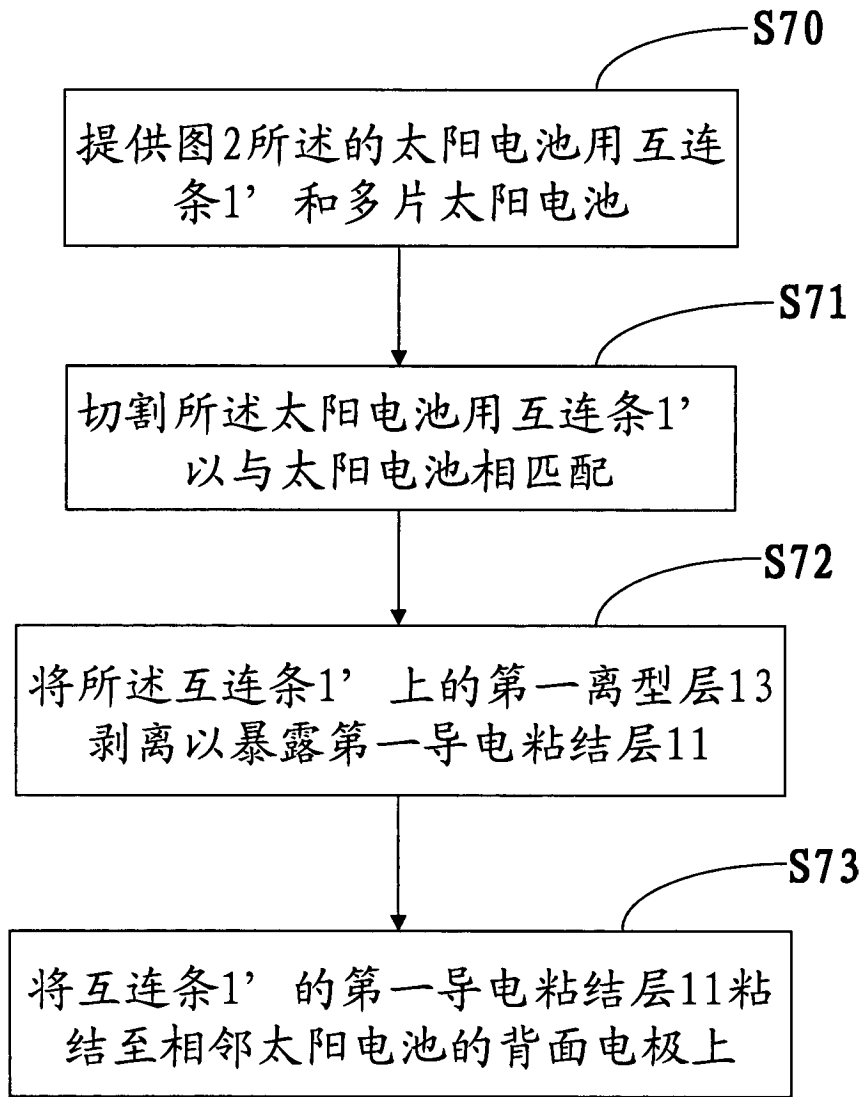 S70
提供图2所述的太阳电池用互连
条1’和多片太阳电池
S71
切割所述太阳电池用互连条1’
以与太阳电池相匹配
S72
将所述互连条1’上的第一离型层13
剥离以暴露第一导电粘结层11
S73
将互连条1’的第一导电粘结层11粘
结至相邻太阳电池的背面电极上